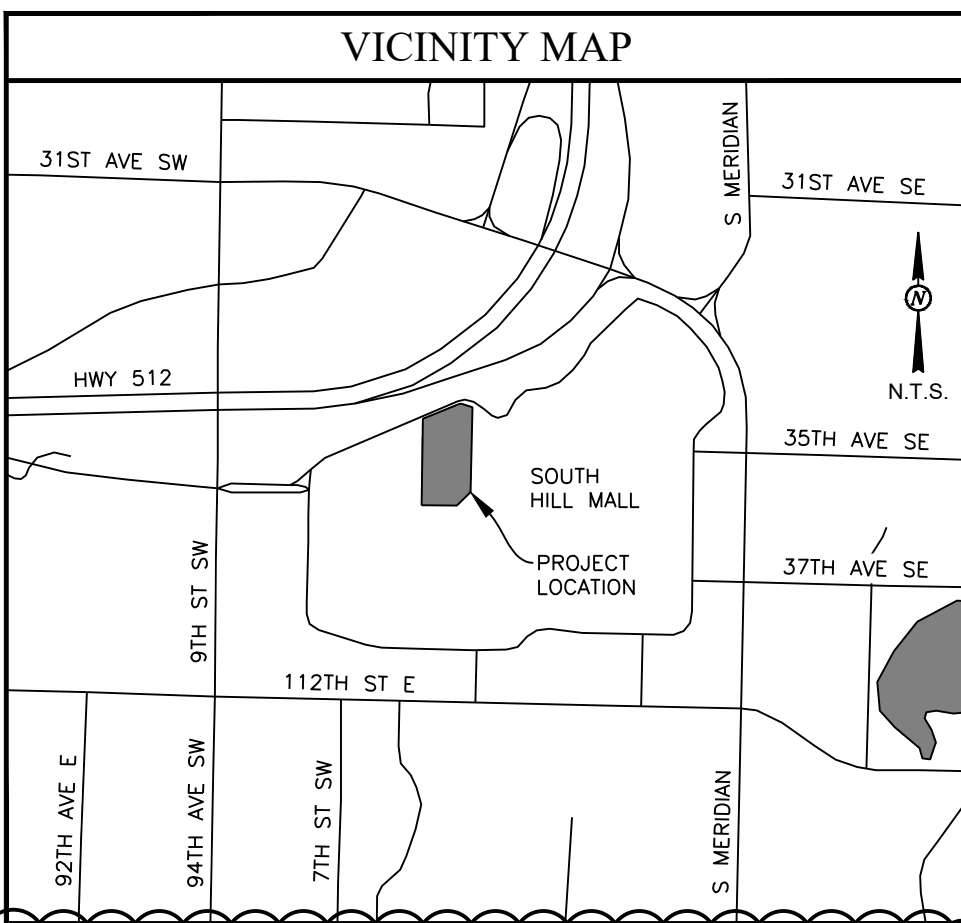 VICINITY MAP
31ST AVE SW
S MERIDIAN
31ST AVE SE
N
N.T.S.
HWY 512
35TH AVE SE
SOUTH
HILL MALL
PROJECT
LOCATION
37TH AVE SE
9TH ST SW
112TH ST E
92TH AVE E
94TH AVE SW
7TH ST SW
S MERIDIAN